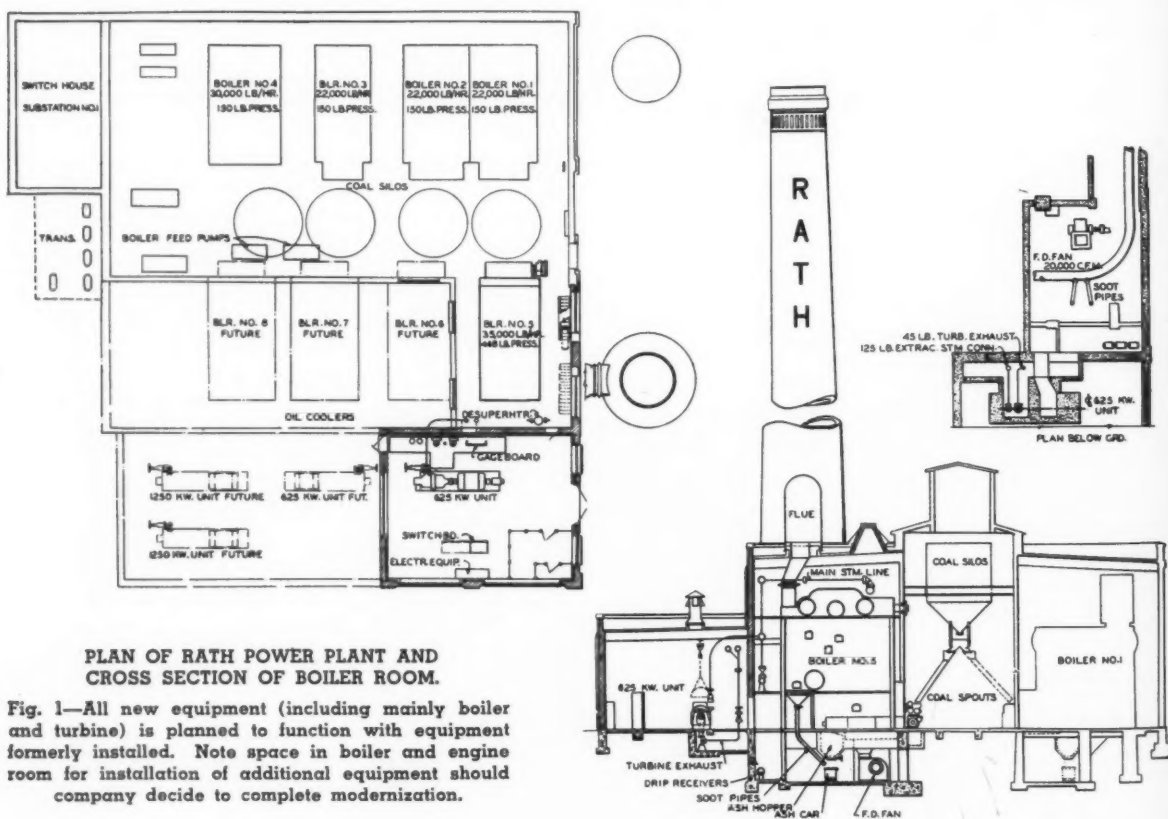 SWITCH HOUSE
SUBSTATION NO.1
BOILER NO.4
30,000 LB/HR.
150 LB.PRESS.
BLR. NO.3
22,000 LB/HR
150 LB.PRESS.
BOILER NO.2
22,000 LB/HR.
150 LB.PRESS.
BOILER NO.1
22,000 LB/HR.
150 LB. PRESS.
COAL SILOS
TRANS.
BOILER FEED PUMPS
BLR. NO. 8
FUTURE
BLR. NO.7
FUTURE
BLR. NO.6
FUTURE
BLR. NO.5
35,000 LB/HR.
448 LB.PRESS.
OIL COOLERS
DESUPERHTR.
GAGEBOARD
1250 KW. UNIT FUTURE
625 KW. UNIT FUT.
625 KW UNIT
1250 KW. UNIT FUTURE
SWITCH BD.
ELECTR. EQUIP.
RATH
F.D. FAN
20,000 C.F.M.
SOOT
PIPES
45 LB. TURB. EXHAUST
125 LB. EXTRAC. STM CONN.
625 KW.
UNIT
PLAN BELOW GRD.
FLUE
MAIN STM. LINE
COAL SILOS
BOILER NO.5
BOILER NO.1
625 KW. UNIT
COAL SPOUTS
TURBINE EXHAUST
DRIP RECEIVERS
SOOT PIPES
ASH HOPPER
ASH CAR
F.D. FAN
PLAN OF RATH POWER PLANT AND
CROSS SECTION OF BOILER ROOM.
Fig. 1—All new equipment (including mainly boiler
and turbine) is planned to function with equipment
formerly installed. Note space in boiler and engine
room for installation of additional equipment should
company decide to complete modernization.